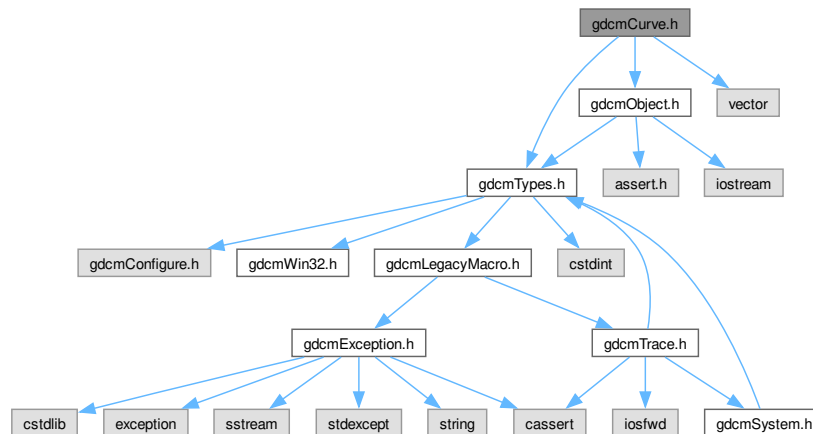 gdcmCurve.h
gdcmObject.h
vector
gdcmTypes.h
assert.h
iostream
gdcmConfigure.h
gdcmWin32.h
gdcmLegacyMacro.h
cstdint
gdcmException.h
gdcmTrace.h
cstdlib
exception
sstream
stdexcept
string
cassert
iosfwd
gdcmSystem.h